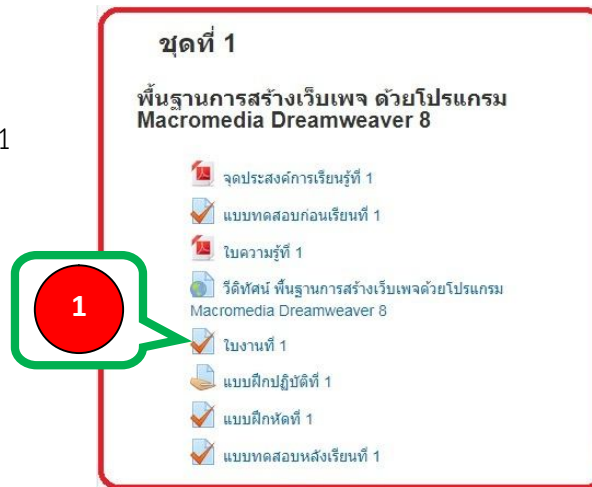 ชุดที่ 1
พื้นฐานการสร้างเว็บเพจ ด้วยโปรแกรม
Macromedia Dreamweaver 8
1
จุดประสงค์การเรียนรู้ที่ 1
แบบทดสอบก่อนเรียนที่ 1
ใบความรู้ที่ 1
วีดิทัศน์ พื้นฐานการสร้างเว็บเพจด้วยโปรแกรม
Macromedia Dreamweaver 8
1
ใบงานที่ 1
แบบฝึกปฏิบัติที่ 1
แบบฝึกหัดที่ 1
แบบทดสอบหลังเรียนที่ 1